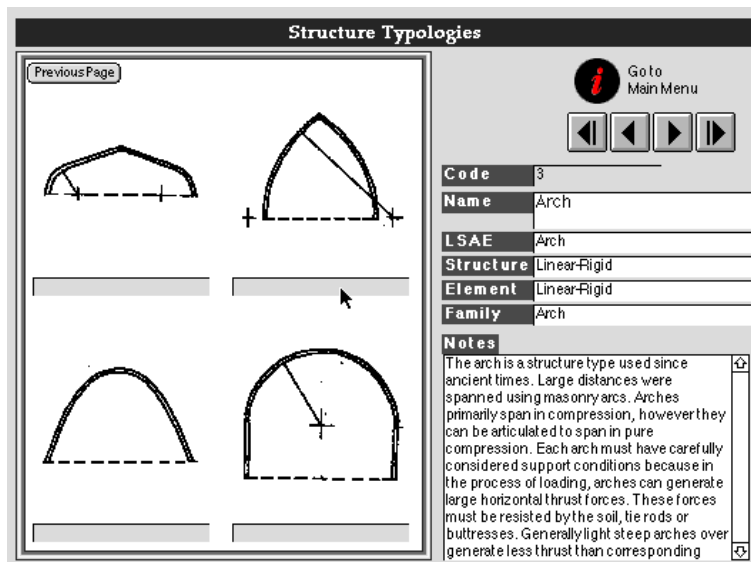 Structure Typologies
Previous Page
Go to
Main Menu
Code 3
Name Arch
LSAE Arch
Structure Linear-Rigid
Element Linear-Rigid
Family Arch
Notes
The arch is a structure type used since
ancient times. Large distances were
spanned using masonry arcs. Arches
primarily span in compression, however they
can be articulated to span in pure
compression. Each arch must have carefully
considered support conditions because in
the process of loading, arches can generate
large horizontal thrust forces. These forces
must be resisted by the soil, tie rods or
buttresses. Generally light steep arches over
generate less thrust than corresponding